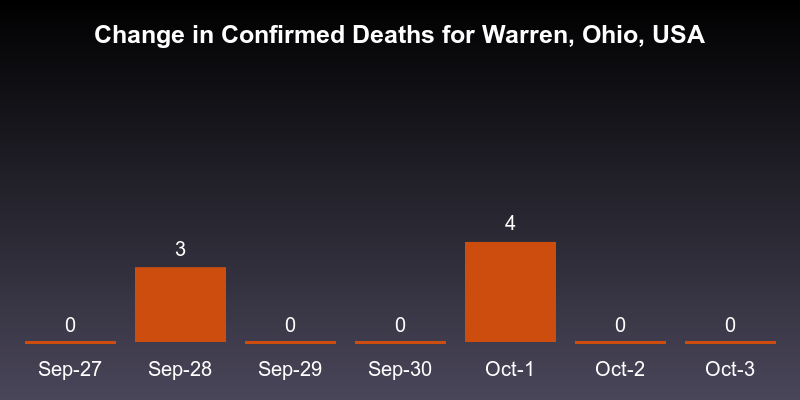 Change in Confirmed Deaths for Warren, Ohio, USA
4
3
0 0 0 0 0
Sep-27 Sep-28 Sep-29 Sep-30 Oct-1 Oct-2 Oct-3